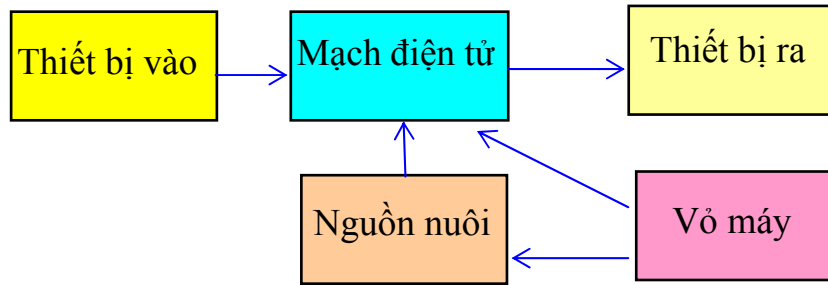 Thiết bị vào
Mạch điện tử
Thiết bị ra
Nguồn nuôi
Vỏ máy